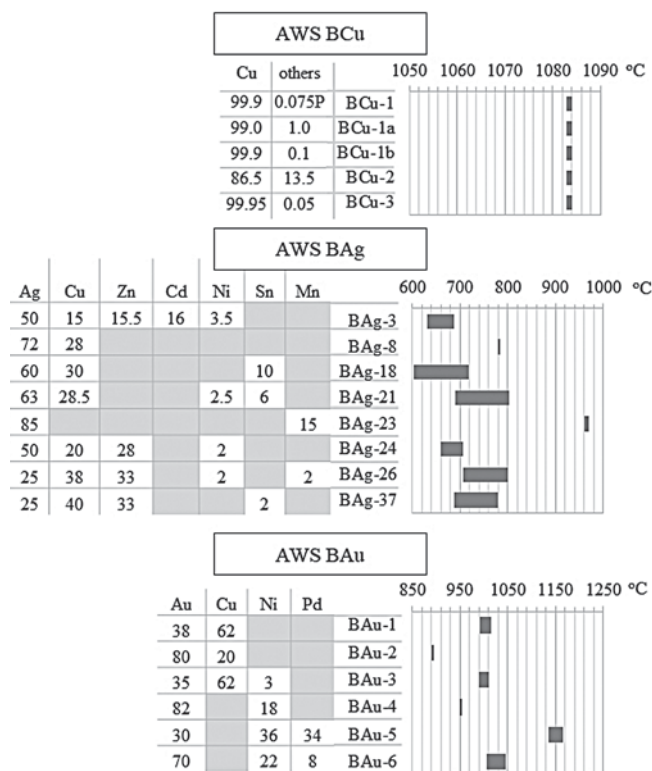 AWS BCu
Cu others 1050 1060 1070 1080 1090 °C
99.9 0.075P BCu-1
99.0 1.0 BCu-1a
99.9 0.1 BCu-1b
86.5 13.5 BCu-2
99.95 0.05 BCu-3
AWS BAg
Ag Cu Zn Cd Ni Sn Mn 600 700 800 900 1000 °C
50 15 15.5 16 3.5 BAg-3
72 28 BAg-8
60 30 10 BAg-18
63 28.5 2.5 6 BAg-21
85 15 BAg-23
50 20 28 2 BAg-24
25 38 33 2 2 BAg-26
25 40 33 2 BAg-37
AWS BAu
Au Cu Ni Pd 850 950 1050 1150 1250 °C
38 62 BAu-1
80 20 BAu-2
35 62 3 BAu-3
82 18 BAu-4
30 36 34 BAu-5
70 22 8 BAu-6